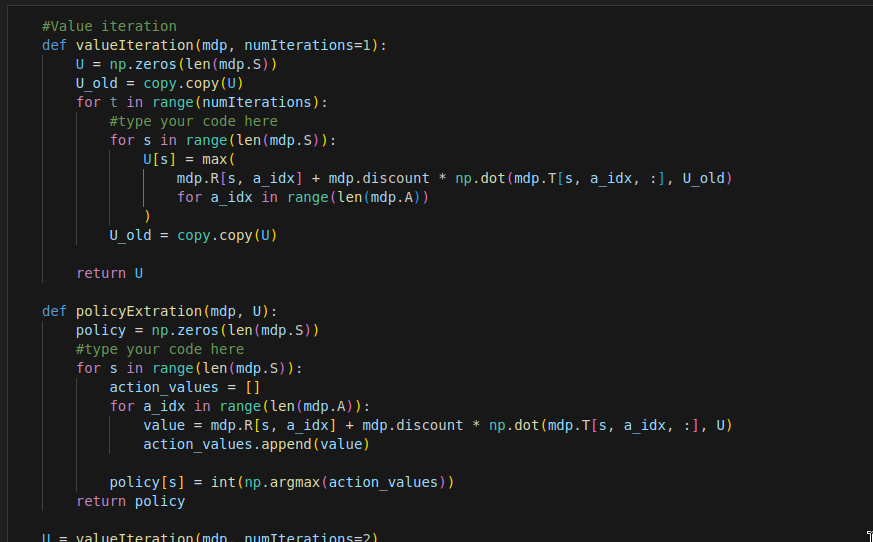 #Value iteration
def valueIteration(mdp, numIterations=1):
    U = np.zeros(len(mdp.S))
    U_old = copy.copy(U)
    for t in range(numIterations):
        #type your code here
        for s in range(len(mdp.S)):
            U[s] = max(
                mdp.R[s, a_idx] + mdp.discount * np.dot(mdp.T[s, a_idx, :], U_old)
                for a_idx in range(len(mdp.A))
            )
        U_old = copy.copy(U)

    return U

def policyExtration(mdp, U):
    policy = np.zeros(len(mdp.S))
    #type your code here
    for s in range(len(mdp.S)):
        action_values = []
        for a_idx in range(len(mdp.A)):
            value = mdp.R[s, a_idx] + mdp.discount * np.dot(mdp.T[s, a_idx, :], U)
            action_values.append(value)

        policy[s] = int(np.argmax(action_values))
    return policy

U = valueIteration(mdp, numIterations=2)